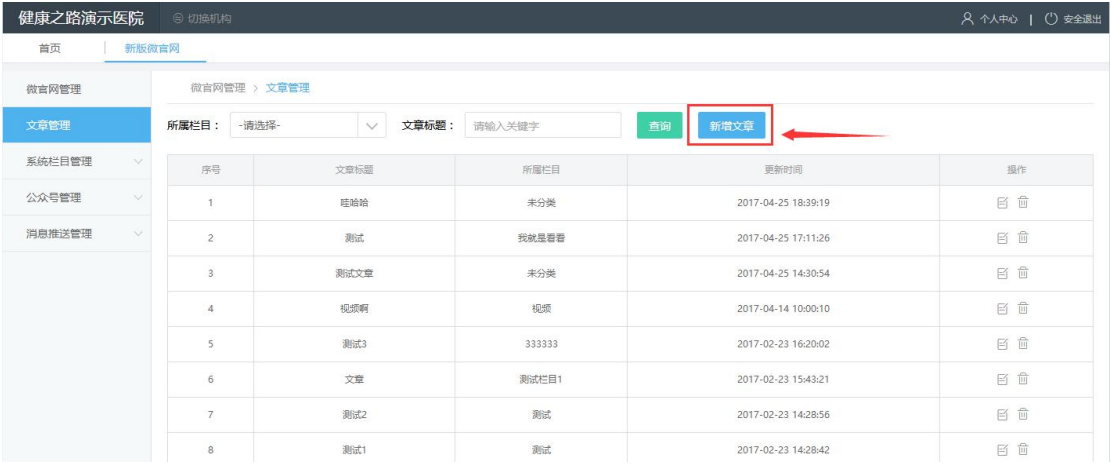 健康之路演示医院 切换机构 个人中心 | 安全退出
首页 新版微官网
微官网管理 微官网管理 > 文章管理
文章管理 所属栏目： -请选择- 文章标题： 请输入关键字 查询 新增文章
系统栏目管理 序号 文章标题 所属栏目 更新时间 操作
公众号管理 1 哇哈哈 未分类 2017-04-25 18:39:19
消息推送管理 2 测试 我就是看看 2017-04-25 17:11:26
3 测试文章 未分类 2017-04-25 14:30:54
4 视频啊 视频 2017-04-14 10:00:10
5 测试3 333333 2017-02-23 16:20:02
6 文章 测试栏目1 2017-02-23 15:43:21
7 测试2 测试 2017-02-23 14:28:56
8 测试1 测试 2017-02-23 14:28:42